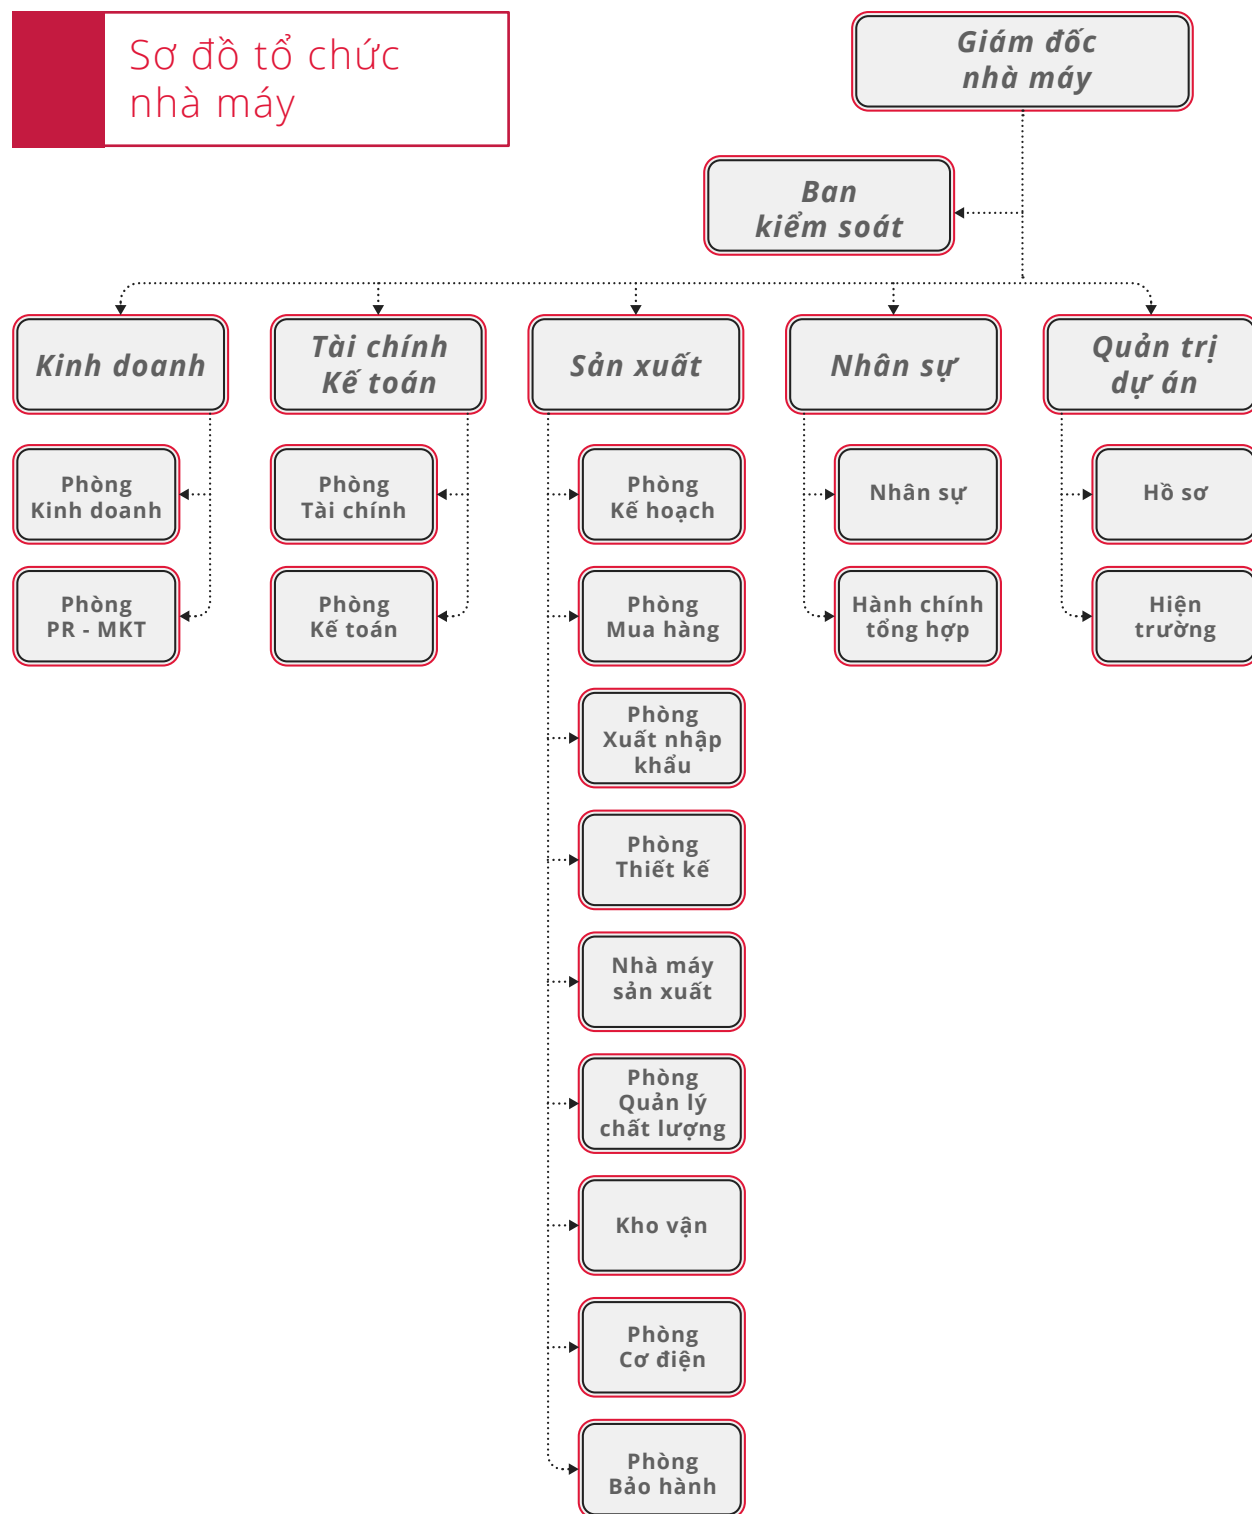 Sơ đồ tổ chức
nhà máy
Giám đốc
nhà máy
Ban
kiểm soát
Kinh doanh
Tài chính
Kế toán
Sản xuất
Nhân sự
Quản trị
dự án
Phòng
Kinh doanh
Phòng
PR - MKT
Phòng
Tài chính
Phòng
Kế toán
Phòng
Kế hoạch
Phòng
Mua hàng
Phòng
Xuất nhập
khẩu
Phòng
Thiết kế
Nhà máy
sản xuất
Phòng
Quản lý
chất lượng
Kho vận
Phòng
Cơ điện
Phòng
Bảo hành
Nhân sự
Hành chính
tổng hợp
Hồ sơ
Hiện
trường